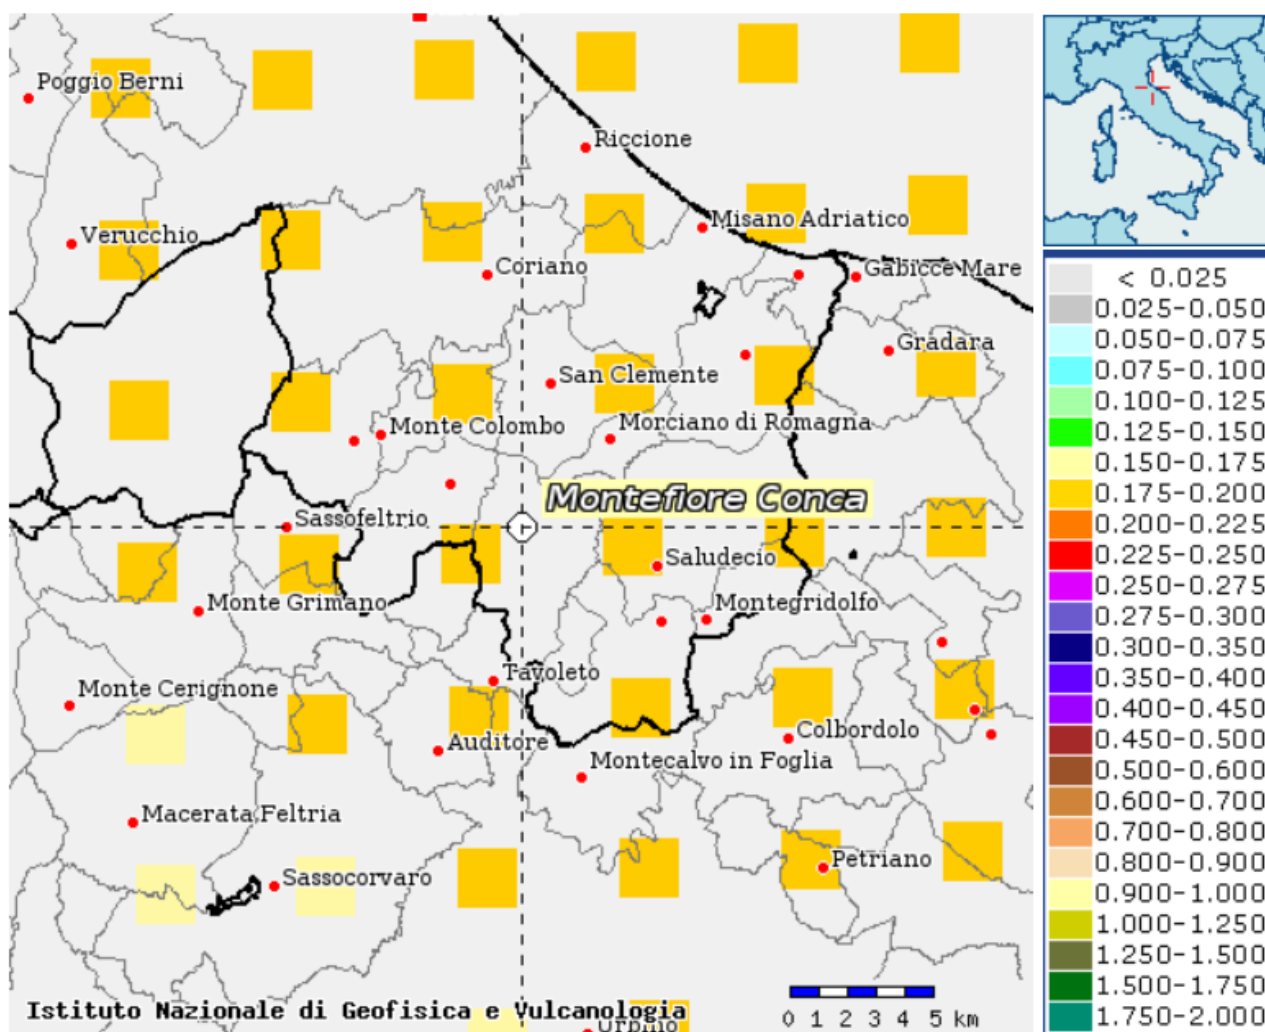 Poggio Berni
Riccione
Misano Adriatico
Verucchio
Coriano
Gabicce Mare
Gradara
San Clemente
Monte Colombo
Morciano di Romagna
Montefiore Conca
Sassofeltrio
Saludecio
Monte Grimano
Montegridolfo
Tavoleto
Monte Cerignone
Colbordolo
Auditore
Montecalvo in Foglia
Macerata Feltria
Petriano
Sassocorvaro
Istituto Nazionale di Geofisica e Vulcanologia
Urbino
0 1 2 3 4 5 km
< 0.025
0.025-0.050
0.050-0.075
0.075-0.100
0.100-0.125
0.125-0.150
0.150-0.175
0.175-0.200
0.200-0.225
0.225-0.250
0.250-0.275
0.275-0.300
0.300-0.350
0.350-0.400
0.400-0.450
0.450-0.500
0.500-0.600
0.600-0.700
0.700-0.800
0.800-0.900
0.900-1.000
1.000-1.250
1.250-1.500
1.500-1.750
1.750-2.000